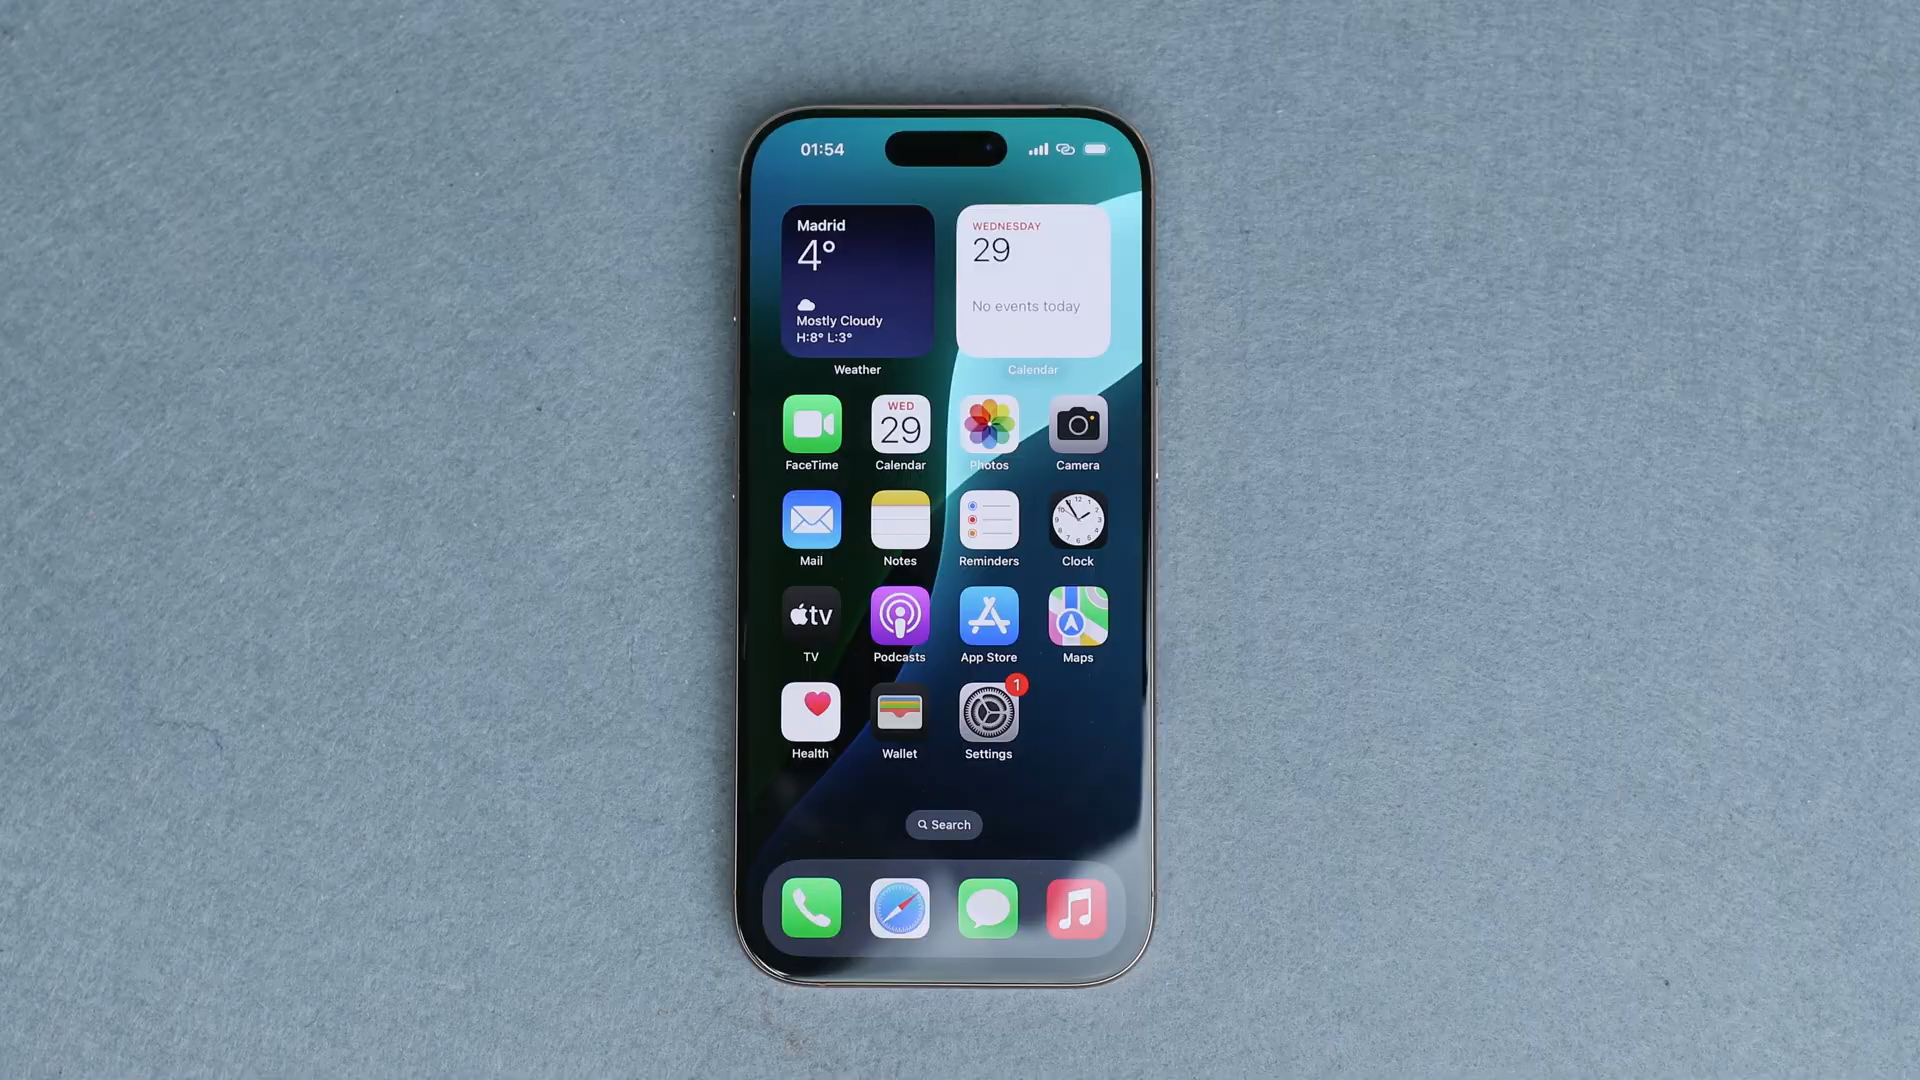 01:54
Madrid
4°
Mostly Cloudy
H:8° L:3°
Weather
WEDNESDAY
29
No events today
Calendar
FaceTime
WED
29
Calendar
Photos
Camera
Mail
Notes
Reminders
Clock
tv
TV
Podcasts
App Store
Maps
Health
Wallet
1
Settings
Search